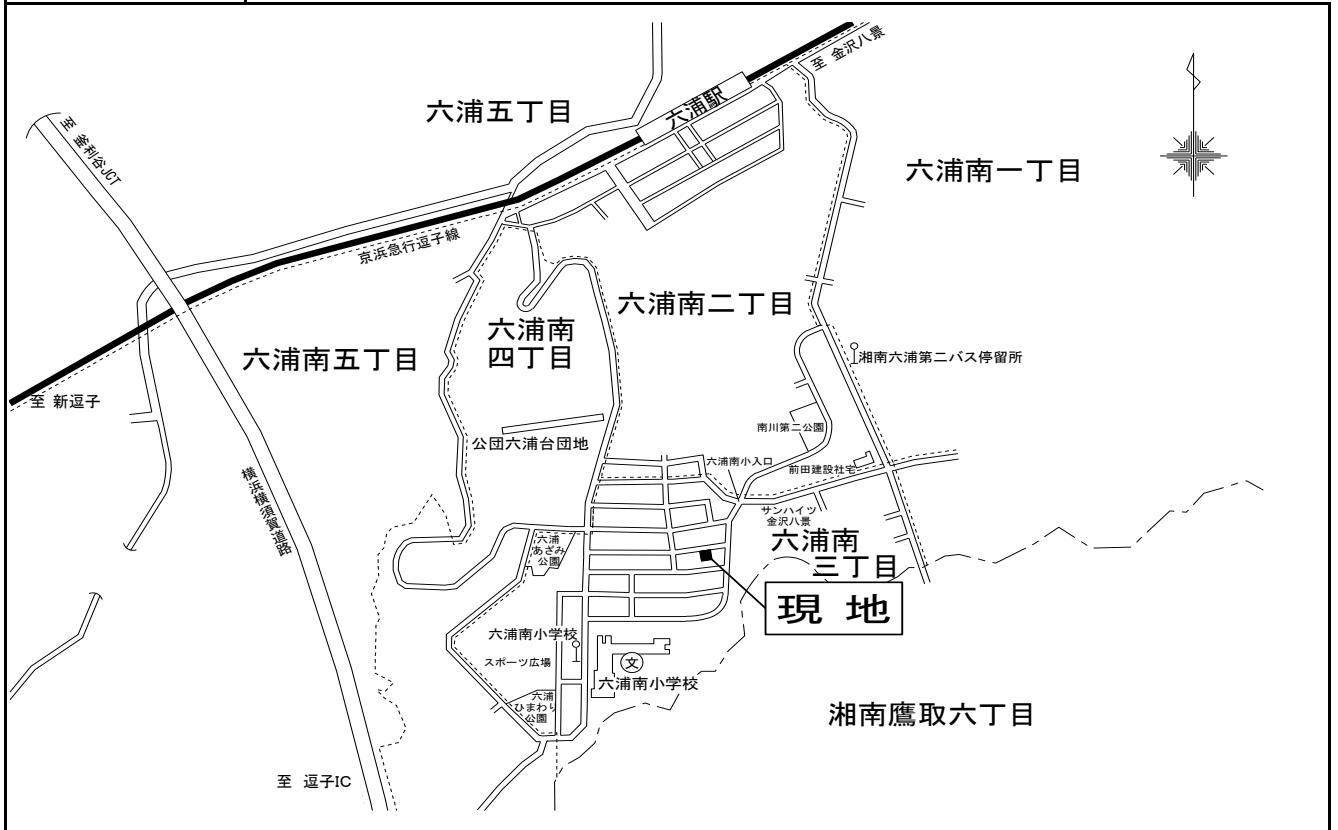 至 金沢八景
六浦駅
六浦五丁目
至 釜利谷JCT
六浦南一丁目
京浜急行逗子線
六浦南二丁目
六浦南
四丁目
六浦南五丁目
湘南六浦第二バス停留所
至 新逗子
南川第二公園
公団六浦台団地
六浦南小入口
前田建設社宅
横浜横須賀道路
サンハイツ
金沢八景
六浦南
三丁目
六浦
あざみ
公園
現 地
六浦南小学校
スポーツ広場
文
六浦南小学校
六浦
ひまわり
公園
湘南鷹取六丁目
至 逗子IC